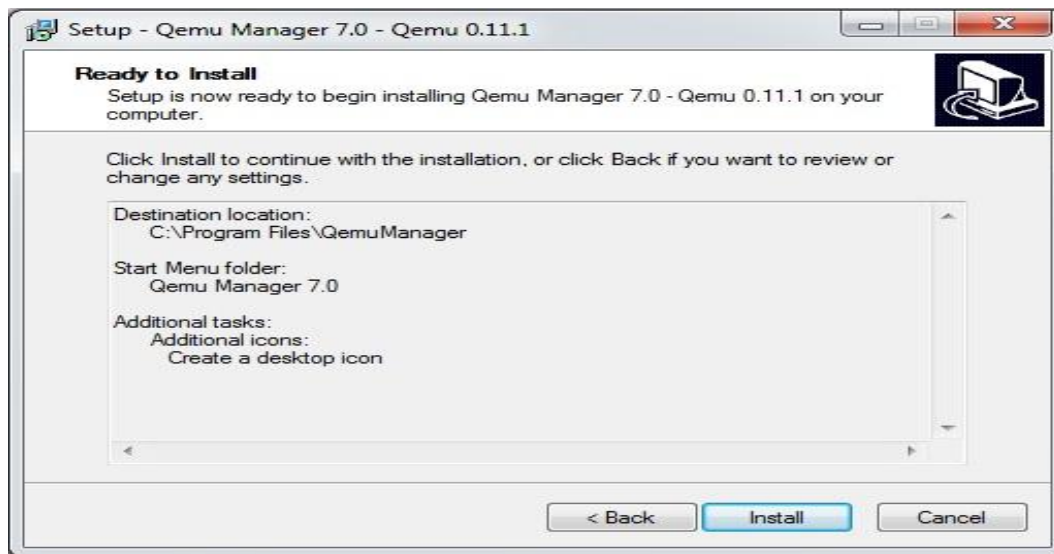 Setup - Qemu Manager 7.0 - Qemu 0.11.1
Ready to Install
Setup is now ready to begin installing Qemu Manager 7.0 - Qemu 0.11.1 on your
computer.
Click Install to continue with the installation, or click Back if you want to review or
change any settings.
Destination location:
C:\Program Files\QemuManager
Start Menu folder:
Qemu Manager 7.0
Additional tasks:
Additional icons:
Create a desktop icon
< Back
Install
Cancel